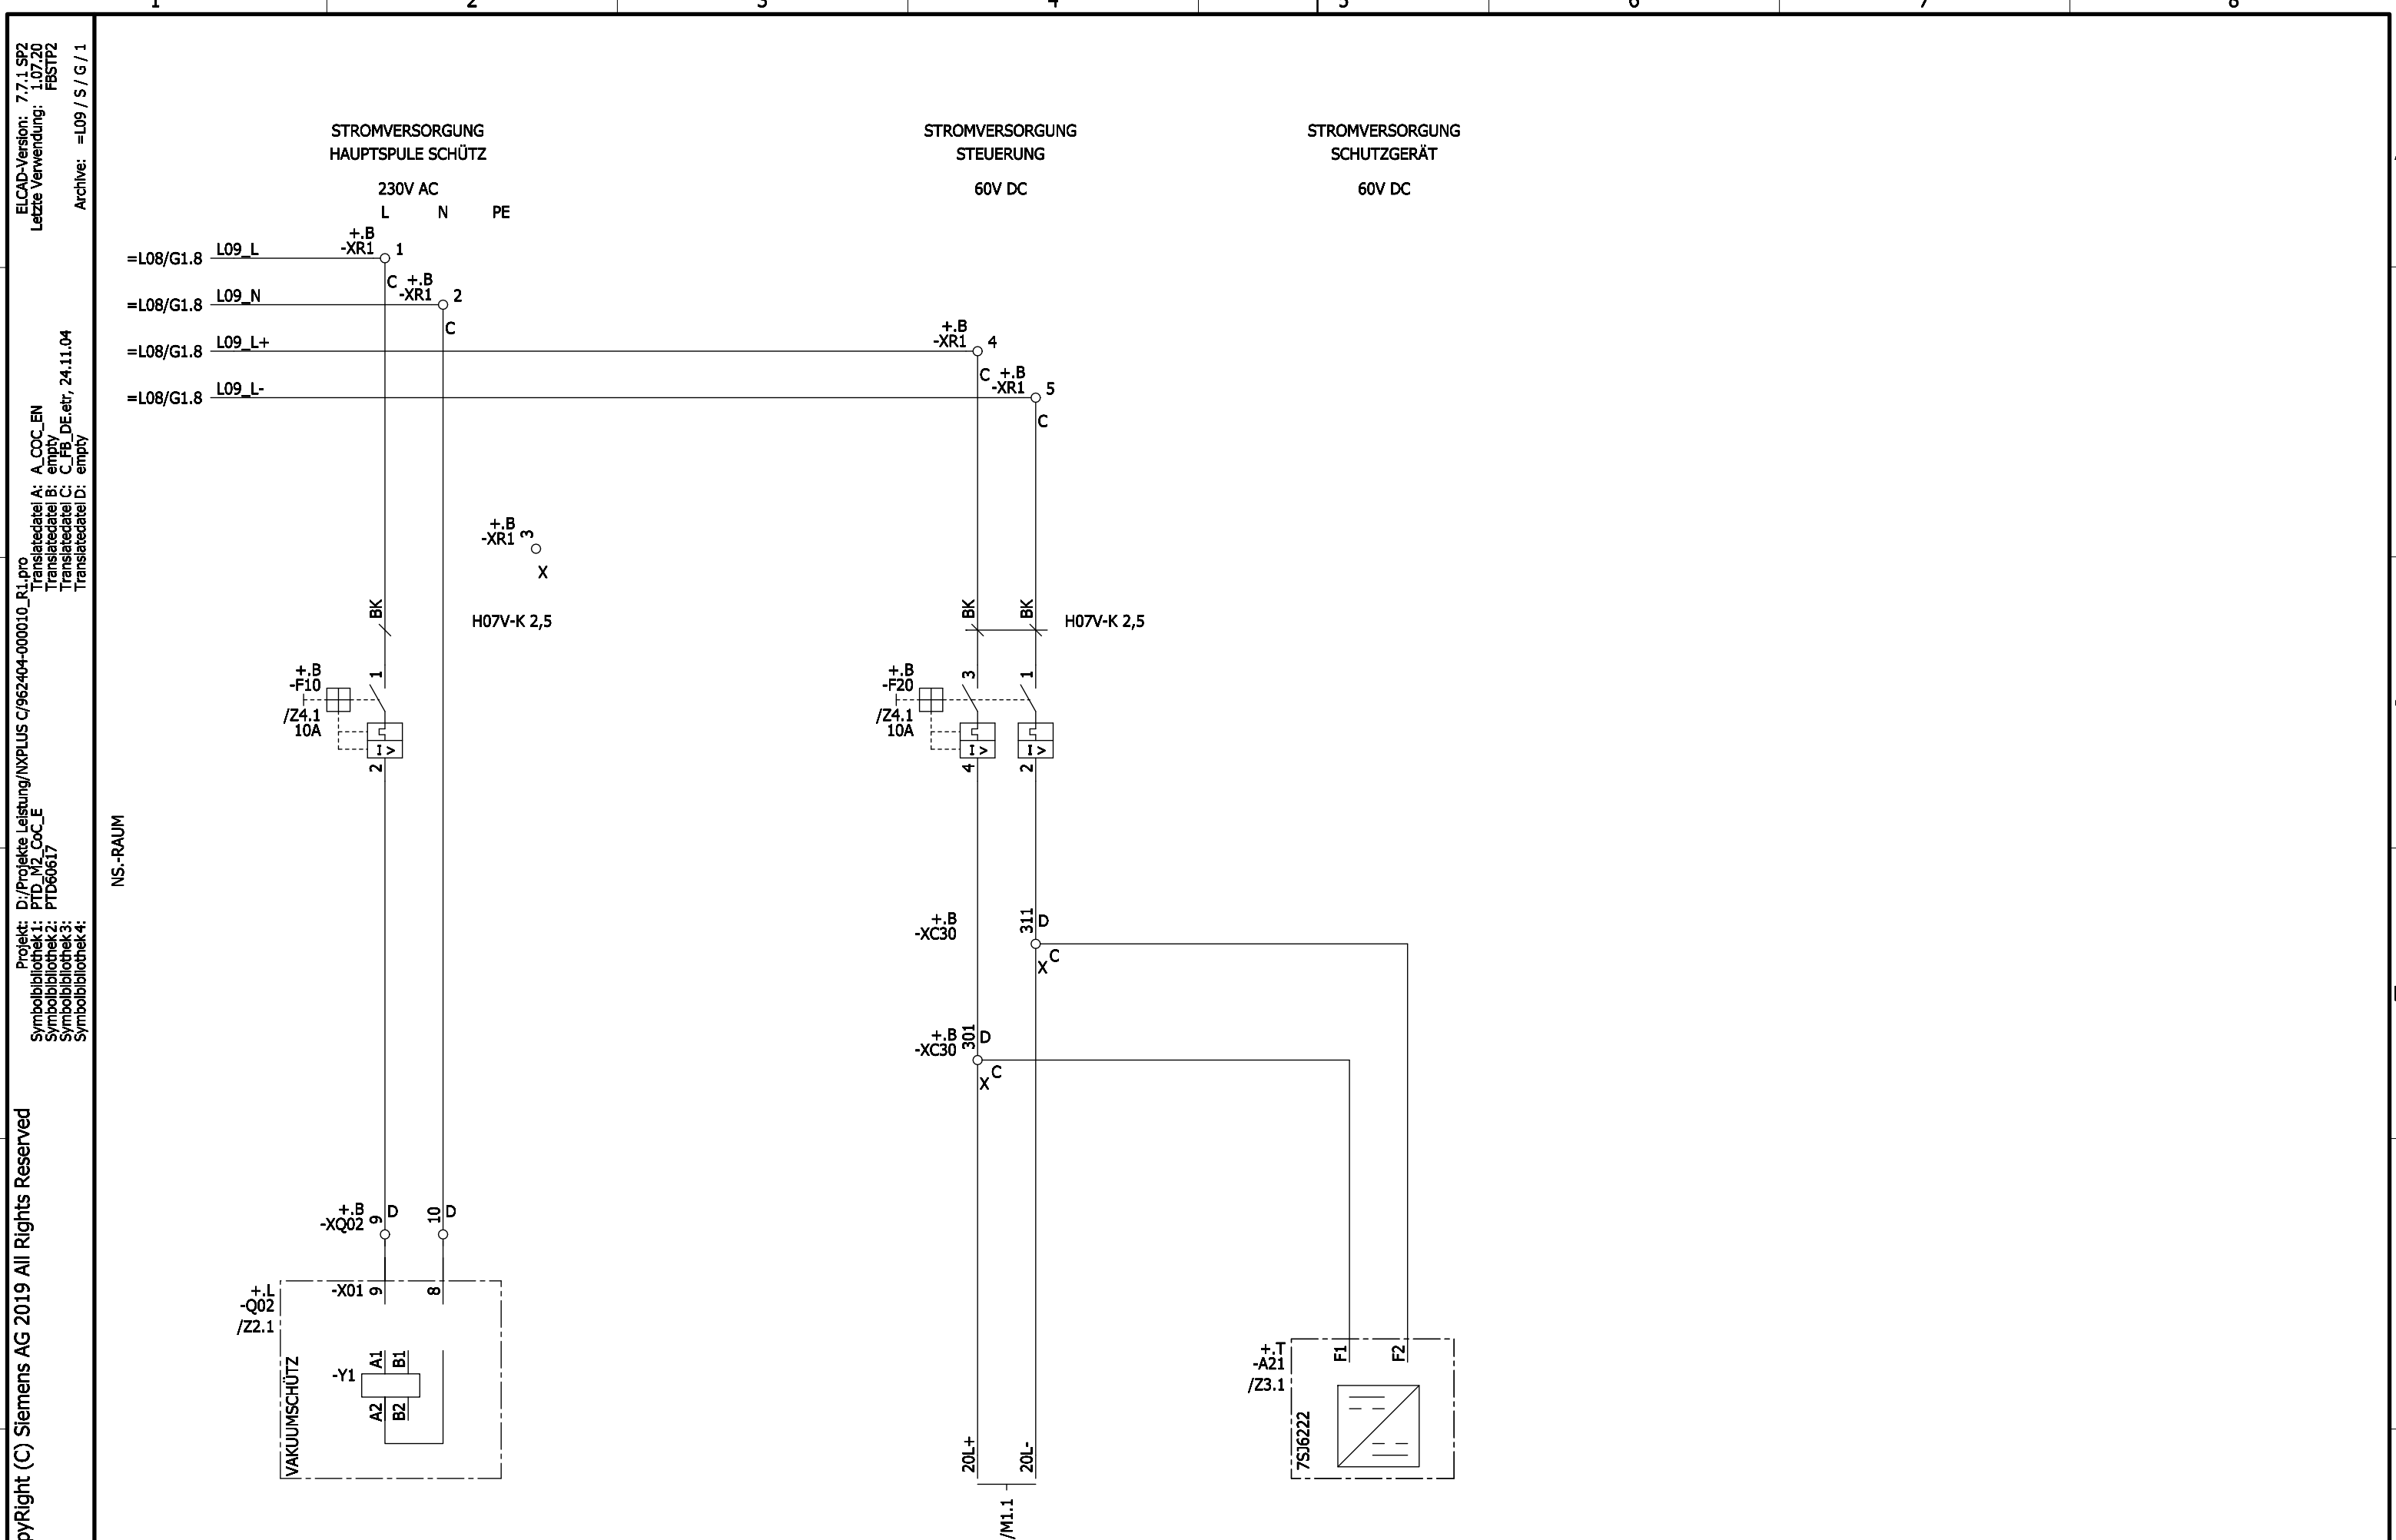 1 2 3 4 5 6 7 8
ELCAD-Version: 7.7.1 SP2
Letzte Verwendung: 1.07.20
FBSTP2
Archive: =L09 / S / G / 1
Translatedatei A: A_COC_EN
Translatedatei B: empty
Translatedatei C: C_FB_DE.etr, 24.11.04
Translatedatei D: empty
Projekt: D:/Projekte Leistung/NXPLUS C/962404-000010_R1.pro
Symbolbibliothek1: PTD_M2_CoC_E
Symbolbibliothek2: PTD60617
Symbolbibliothek3:
Symbolbibliothek4:
pyRight (C) Siemens AG 2019 All Rights Reserved
NS.-RAUM
STROMVERSORGUNG
HAUPTSPULE SCHÜTZ
230V AC
L N PE
STROMVERSORGUNG
STEUERUNG
60V DC
STROMVERSORGUNG
SCHUTZGERÄT
60V DC
=L08/G1.8 L09_L
+.B
-XR1 1
C
=L08/G1.8 L09_N
+.B
-XR1 2
C
=L08/G1.8 L09_L+
+.B
-XR1 4
C
=L08/G1.8 L09_L-
+.B
-XR1 5
C
+.B
-XR1 3
X
BK
H07V-K 2,5
BK BK
H07V-K 2,5
+.B
-F10
/Z4.1
10A
1
I >
2
+.B
-F20
/Z4.1
10A
3 1
I > I >
4 2
+.B
-XC30
311 D
C
X
+.B
-XC30
301 D
C
X
+.B
-XQ02
9 D
10 D
+.L
-Q02
/Z2.1
-X01 9 8
VAKUUMSCHÜTZ
-Y1
A1 B1
A2 B2
20L+ 20L-
/M1.1
+.T
-A21
/Z3.1
F1 F2
7SJ6222